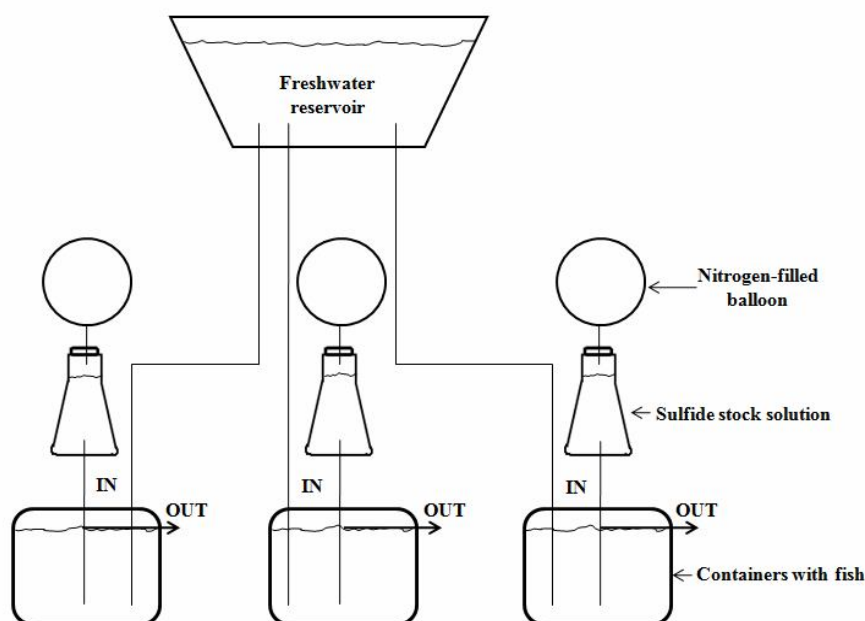 Freshwater
reservoir
Nitrogen-filled
balloon
Sulfide stock solution
IN
IN
IN
OUT
OUT
OUT
Containers with fish